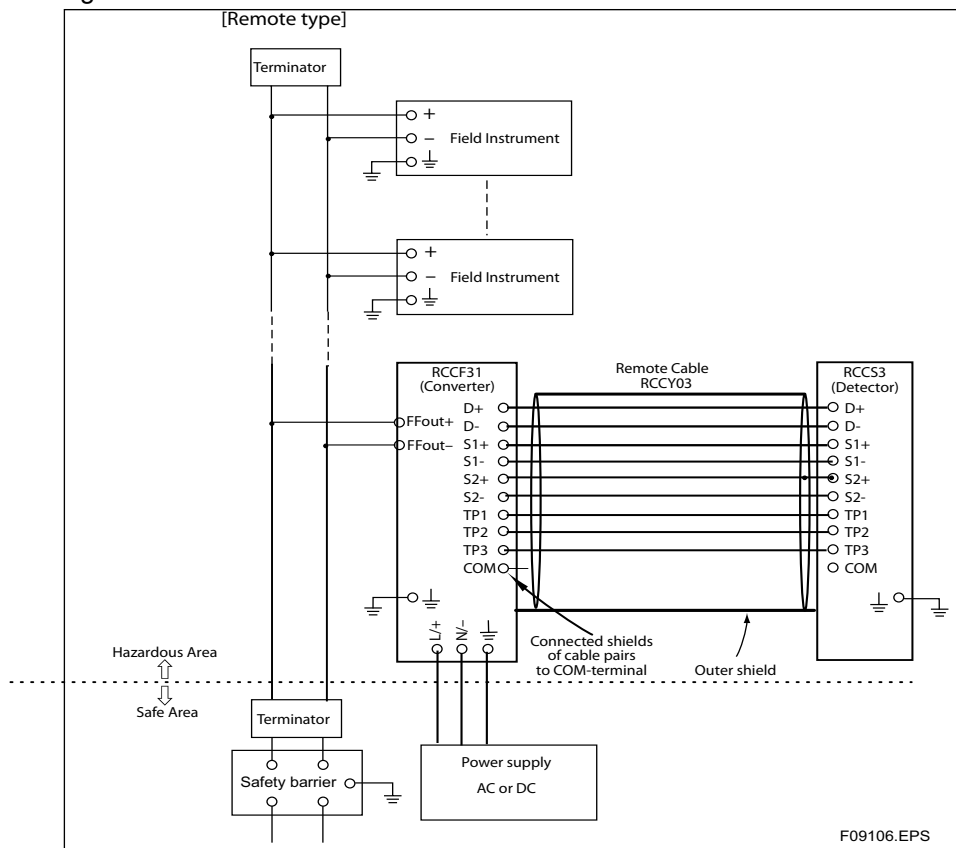 [Remote type]
Terminator
+
− Field Instrument
+
− Field Instrument
RCCF31
(Converter)
Remote Cable
RCCY03
RCCS3
(Detector)
FFout+
FFout−
D+
D-
S1+
S1-
S2+
S2-
TP1
TP2
TP3
COM
D+
D-
S1+
S1-
S2+
S2-
TP1
TP2
TP3
COM
L/+
N/−
Connected shields
of cable pairs
to COM-terminal
Outer shield
Hazardous Area
Safe Area
Terminator
Safety barrier
Power supply
AC or DC
F09106.EPS